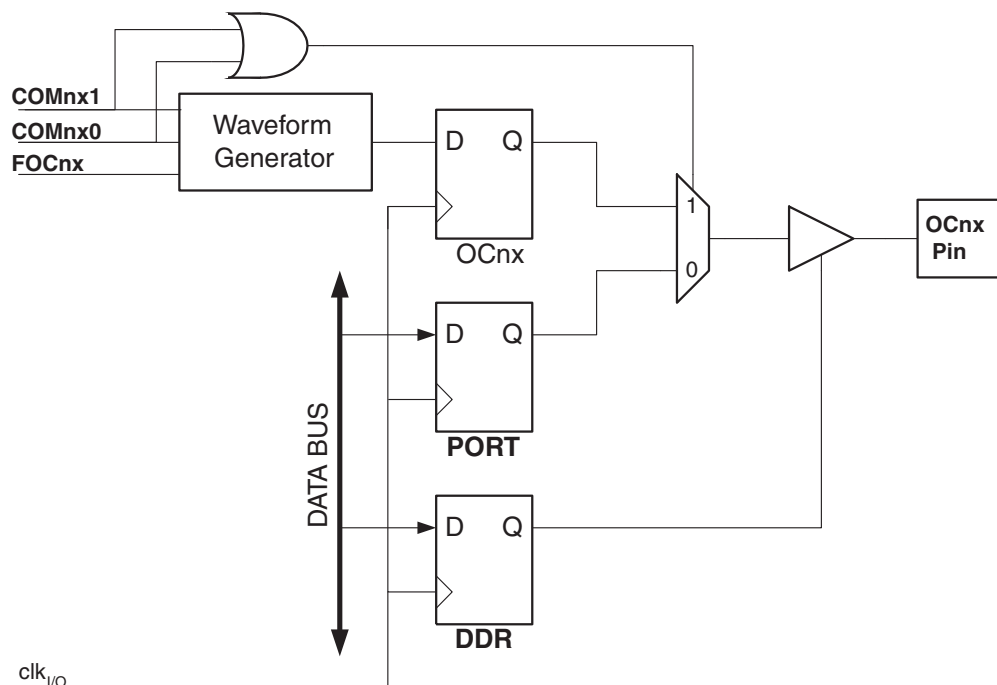 COMnx1
COMnx0
FOCnx
Waveform
Generator
D Q
OCnx
1
0
OCnx
Pin
D Q
PORT
DATA BUS
D Q
DDR
clkI/O